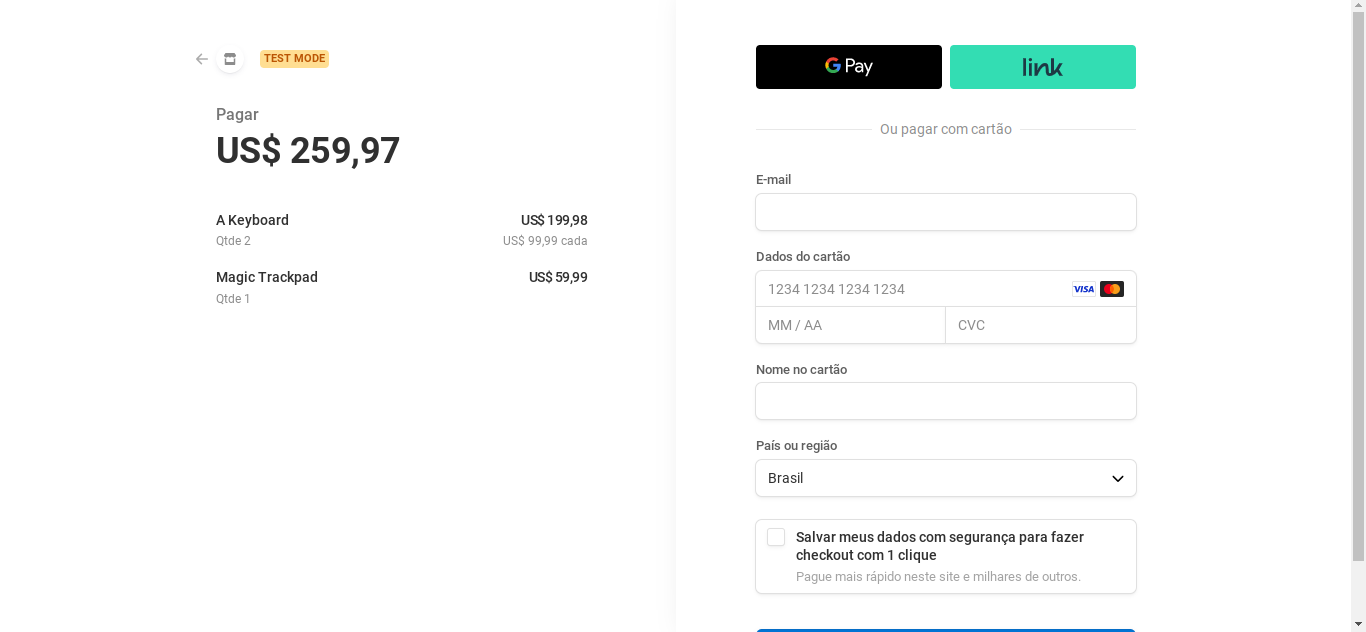 TEST MODE
Pagar
US$ 259,97
A Keyboard US$ 199,98
Qtde 2 US$ 99,99 cada
Magic Trackpad US$ 59,99
Qtde 1
G Pay link
Ou pagar com cartão
E-mail
Dados do cartão
1234 1234 1234 1234 VISA
MM / AA CVC
Nome no cartão
País ou região
Brasil
Salvar meus dados com segurança para fazer
checkout com 1 clique
Pague mais rápido neste site e milhares de outros.